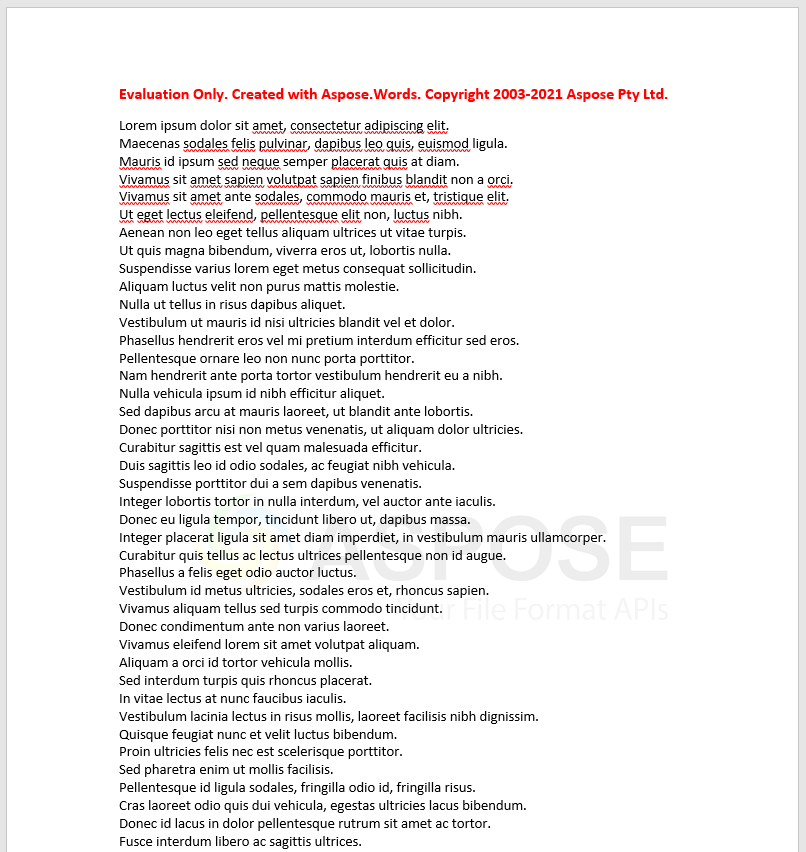 Evaluation Only. Created with Aspose.Words. Copyright 2003-2021 Aspose Pty Ltd.
Lorem ipsum dolor sit amet, consectetur adipiscing elit.
Maecenas sodales felis pulvinar, dapibus leo quis, euismod ligula.
Mauris id ipsum sed neque semper placerat quis at diam.
Vivamus sit amet sapien volutpat sapien finibus blandit non a orci.
Vivamus sit amet ante sodales, commodo mauris et, tristique elit.
Ut eget lectus eleifend, pellentesque elit non, luctus nibh.
Aenean non leo eget tellus aliquam ultrices ut vitae turpis.
Ut quis magna bibendum, viverra eros ut, lobortis nulla.
Suspendisse varius lorem eget metus consequat sollicitudin.
Aliquam luctus velit non purus mattis molestie.
Nulla ut tellus in risus dapibus aliquet.
Vestibulum ut mauris id nisi ultricies blandit vel et dolor.
Phasellus hendrerit eros vel mi pretium interdum efficitur sed eros.
Pellentesque ornare leo non nunc porta porttitor.
Nam hendrerit ante porta tortor vestibulum hendrerit eu a nibh.
Nulla vehicula ipsum id nibh efficitur aliquet.
Sed dapibus arcu at mauris laoreet, ut blandit ante lobortis.
Donec porttitor nisi non metus venenatis, ut aliquam dolor ultricies.
Curabitur sagittis est vel quam malesuada efficitur.
Duis sagittis leo id odio sodales, ac feugiat nibh vehicula.
Suspendisse porttitor dui a sem dapibus venenatis.
Integer lobortis tortor in nulla interdum, vel auctor ante iaculis.
Donec eu ligula tempor, tincidunt libero ut, dapibus massa.
Integer placerat ligula sit amet diam imperdiet, in vestibulum mauris ullamcorper.
Curabitur quis tellus ac lectus ultrices pellentesque non id augue.
Phasellus a felis eget odio auctor luctus.
Vestibulum id metus ultricies, sodales eros et, rhoncus sapien.
Vivamus aliquam tellus sed turpis commodo tincidunt.
Donec condimentum ante non varius laoreet.
Vivamus eleifend lorem sit amet volutpat aliquam.
Aliquam a orci id tortor vehicula mollis.
Sed interdum turpis quis rhoncus placerat.
In vitae lectus at nunc faucibus iaculis.
Vestibulum lacinia lectus in risus mollis, laoreet facilisis nibh dignissim.
Quisque feugiat nunc et velit luctus bibendum.
Proin ultricies felis nec est scelerisque porttitor.
Sed pharetra enim ut mollis facilisis.
Pellentesque id ligula sodales, fringilla odio id, fringilla risus.
Cras laoreet odio quis dui vehicula, egestas ultricies lacus bibendum.
Donec id lacus in dolor pellentesque rutrum sit amet ac tortor.
Fusce interdum libero ac sagittis ultrices.
ASPOSE
Your File Format APIs